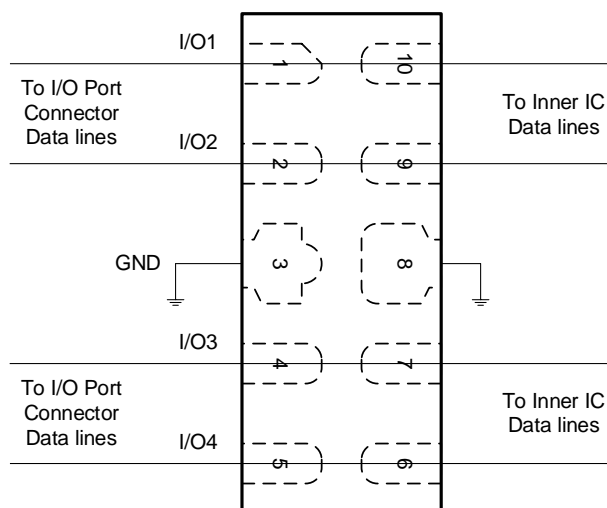 I/O1
1
10
To I/O Port
Connector
Data lines
To Inner IC
Data lines
I/O2
2
9
GND
3
8
I/O3
4
7
To I/O Port
Connector
Data lines
To Inner IC
Data lines
I/O4
5
6